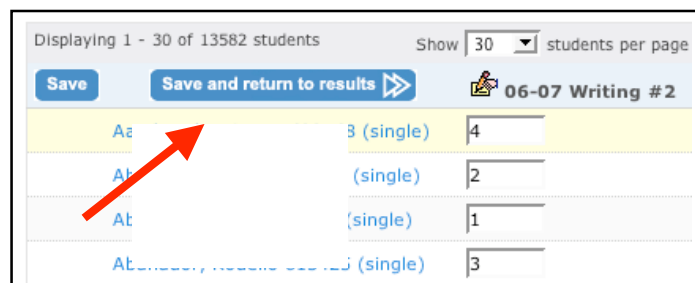 Displaying 1 - 30 of 13582 students Show 30 students per page
Save Save and return to results 06-07 Writing #2
(single) 4
(single) 2
(single) 1
(single) 3